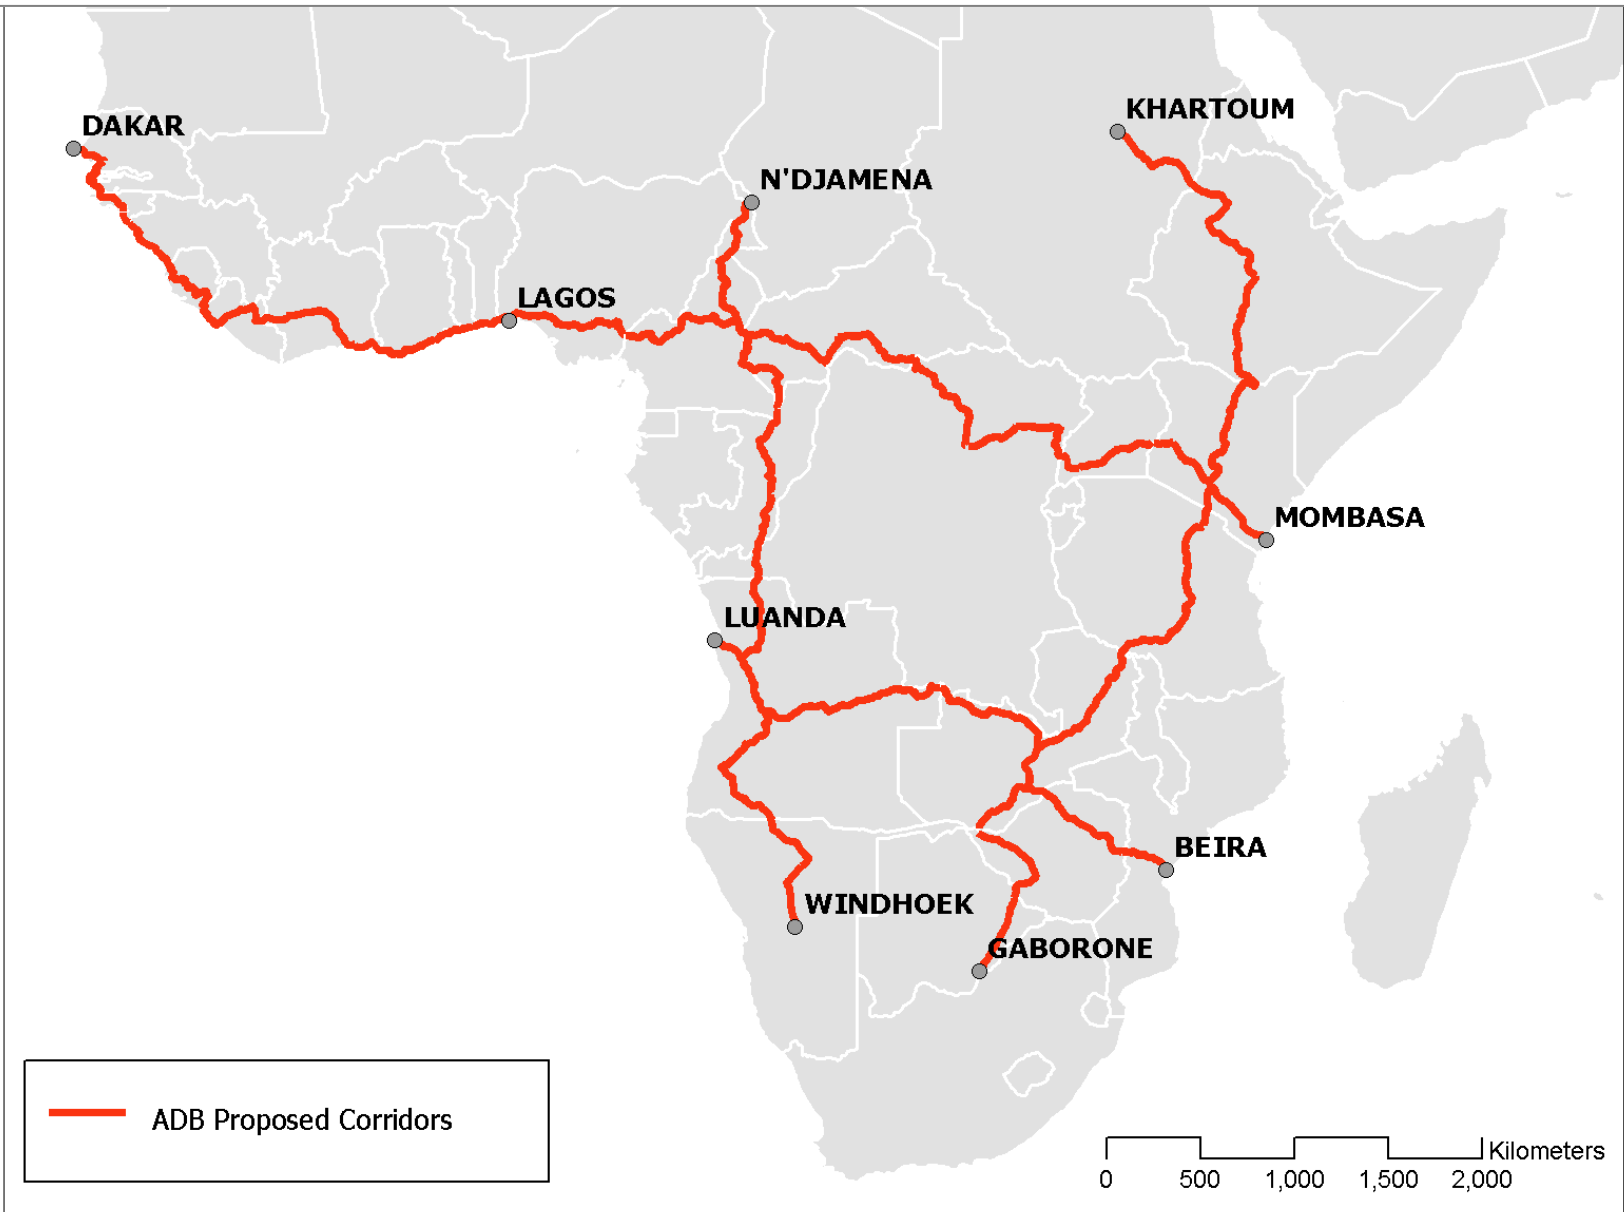 KHARTOUM
DAKAR
N'DJAMENA
LAGOS
MOMBASA
LUANDA
BEIRA
WINDHOEK
GABORONE
ADB Proposed Corridors
Kilometers
0 500 1,000 1,500 2,000